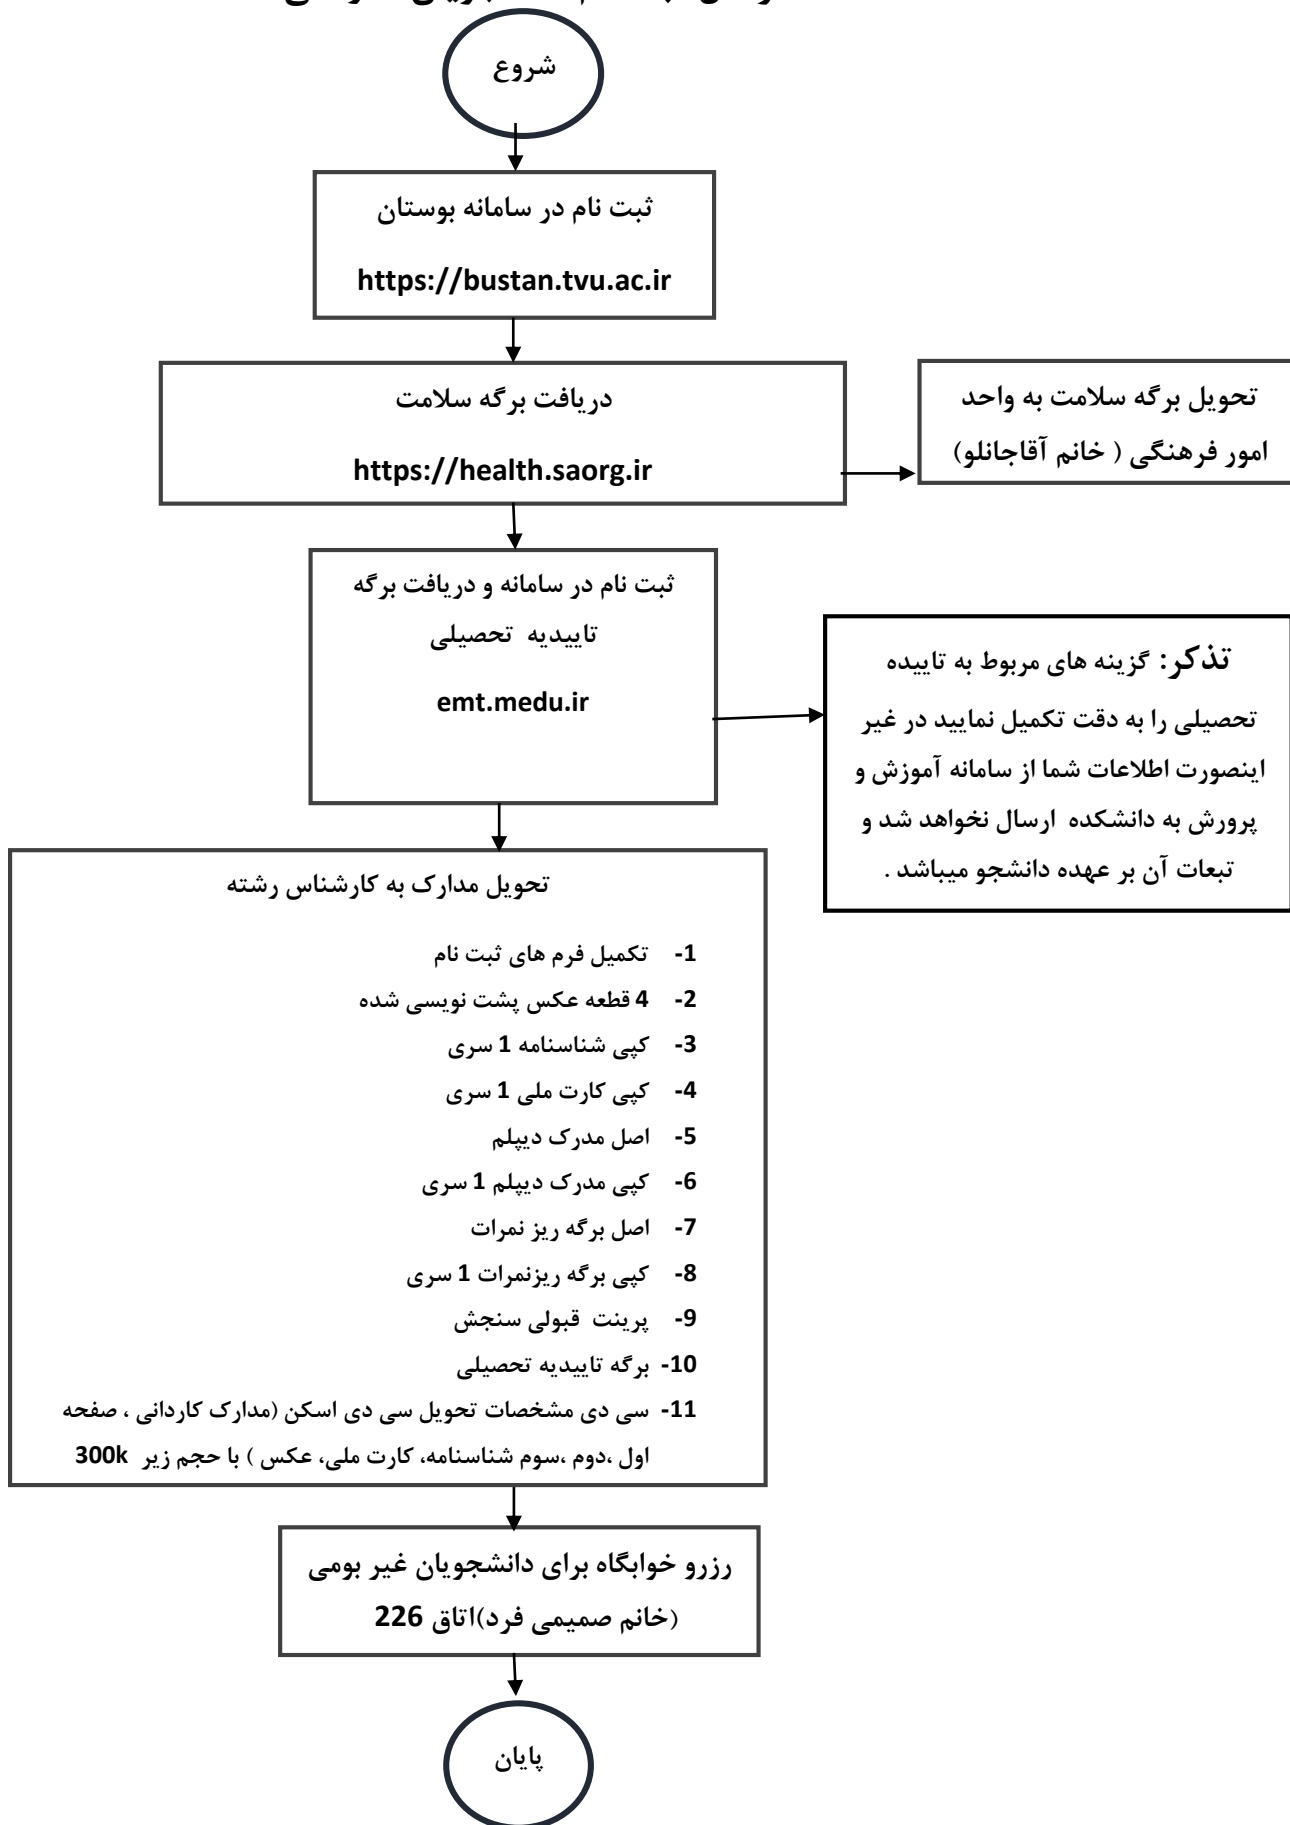 شروع
ثبت نام در سامانه بوستان
https://bustan.tvu.ac.ir
دریافت برگه سلامت
https://health.saorg.ir
تحویل برگه سلامت به واحد
امور فرهنگی ( خانم آقاجانلو)
ثبت نام در سامانه و دریافت برگه
تاییدیه تحصیلی
emt.medu.ir
تذکر: گزینه های مربوط به تاییده
تحصیلی را به دقت تکمیل نمایید در غیر
اینصورت اطلاعات شما از سامانه آموزش و
پرورش به دانشکده ارسال نخواهد شد و
تبعات آن بر عهده دانشجو میباشد .
تحویل مدارک به کارشناس رشته
1- تکمیل فرم های ثبت نام
2- 4 قطعه عکس پشت نویسی شده
3- کپی شناسنامه 1 سری
4- کپی کارت ملی 1 سری
5- اصل مدرک دیپلم
6- کپی مدرک دیپلم 1 سری
7- اصل برگه ریز نمرات
8- کپی برگه ریزنمرات 1 سری
9- پرینت قبولی سنجش
10- برگه تاییدیه تحصیلی
11- سی دی مشخصات تحویل سی دی اسکن (مدارک کاردانی ، صفحه
اول ،دوم ،سوم شناسنامه، کارت ملی، عکس ) با حجم زیر 300k
رزرو خوابگاه برای دانشجویان غیر بومی
(خانم صمیمی فرد)اتاق 226
پایان